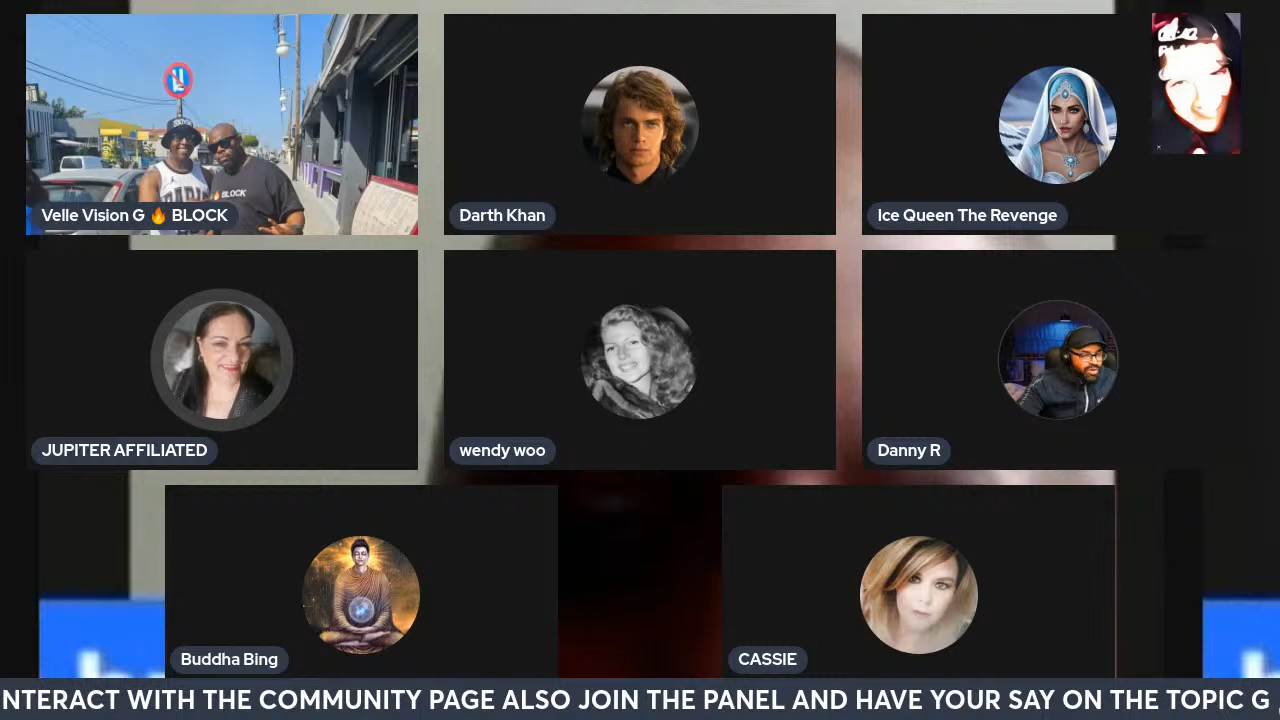 Velle Vision G 🔥 BLOCK
Darth Khan
Ice Queen The Revenge
JUPITER AFFILIATED
wendy woo
Danny R
Buddha Bing
CASSIE
NTERACT WITH THE COMMUNITY PAGE ALSO JOIN THE PANEL AND HAVE YOUR SAY ON THE TOPIC G